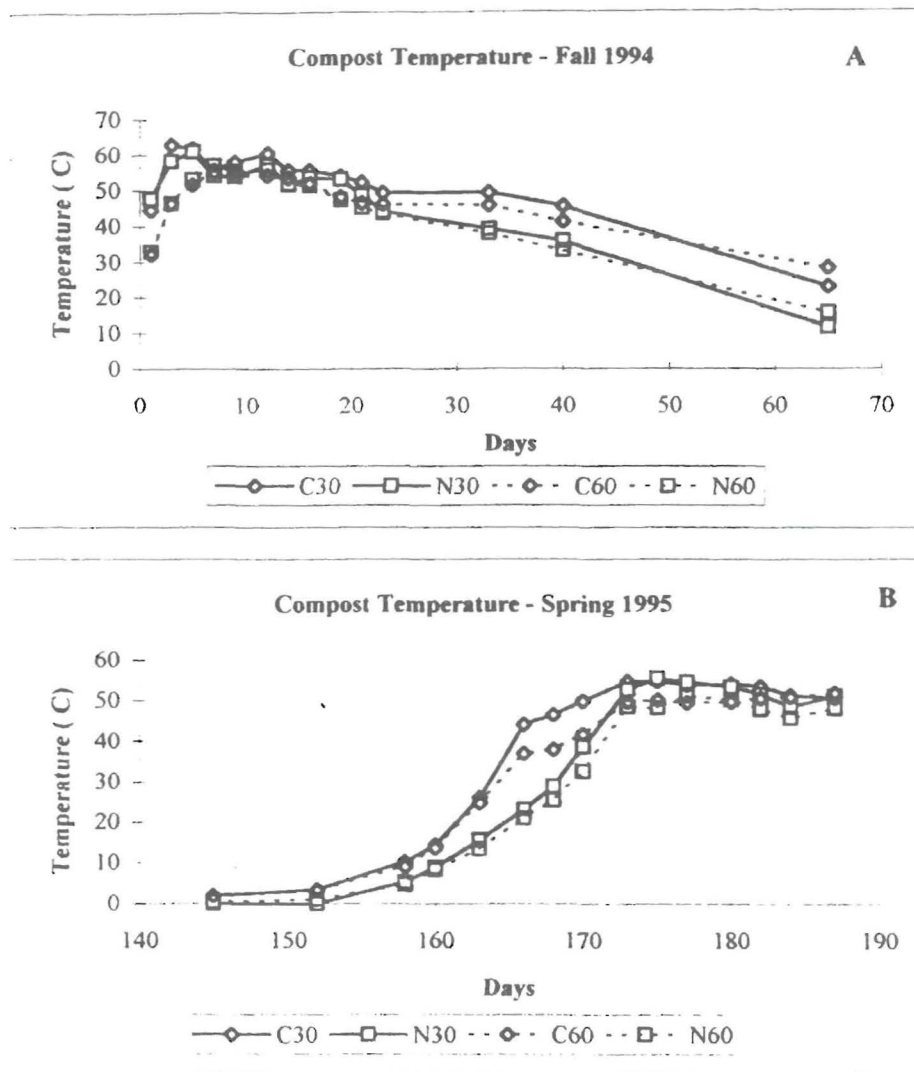 Compost Temperature - Fall 1994
A
Temperature ( C)
70
60
50
40
30
20
10
0
0 10 20 30 40 50 60 70
Days
C30 N30 C60 N60
Compost Temperature - Spring 1995
B
Temperature ( C)
60
50
40
30
20
10
0
140 150 160 170 180 190
Days
C30 N30 C60 N60